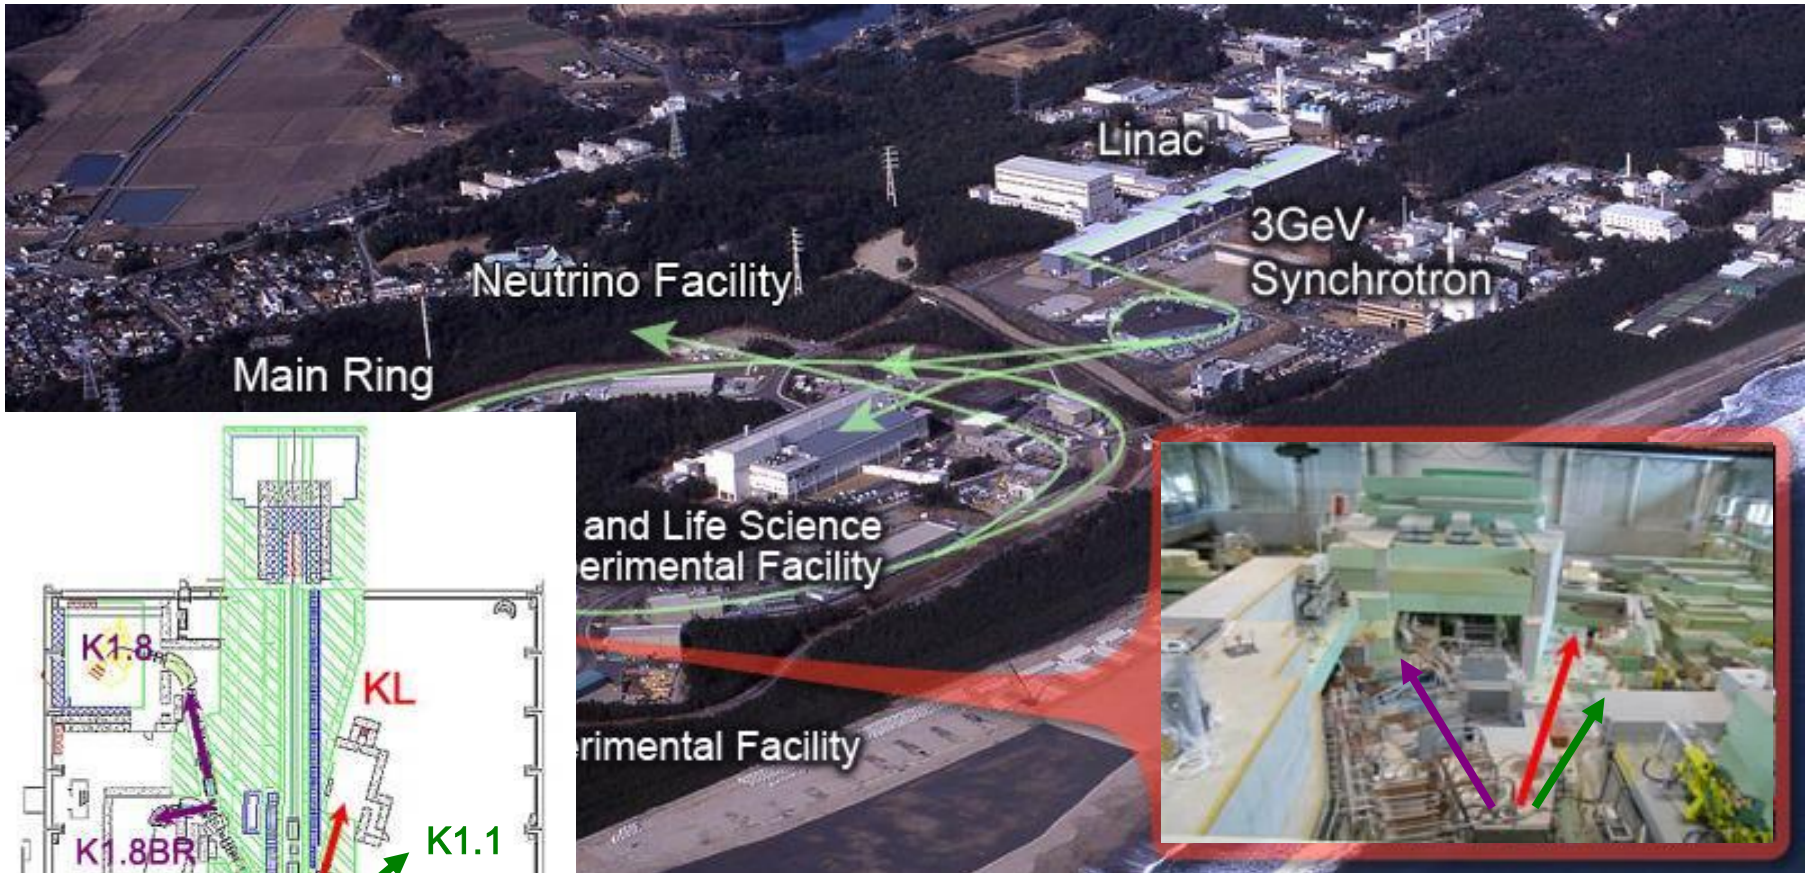 Linac
3GeV
Synchrotron
Neutrino Facility
Main Ring
and Life Science
erimental Facility
erimental Facility
K1.8
KL
K1.8BR
K1.1